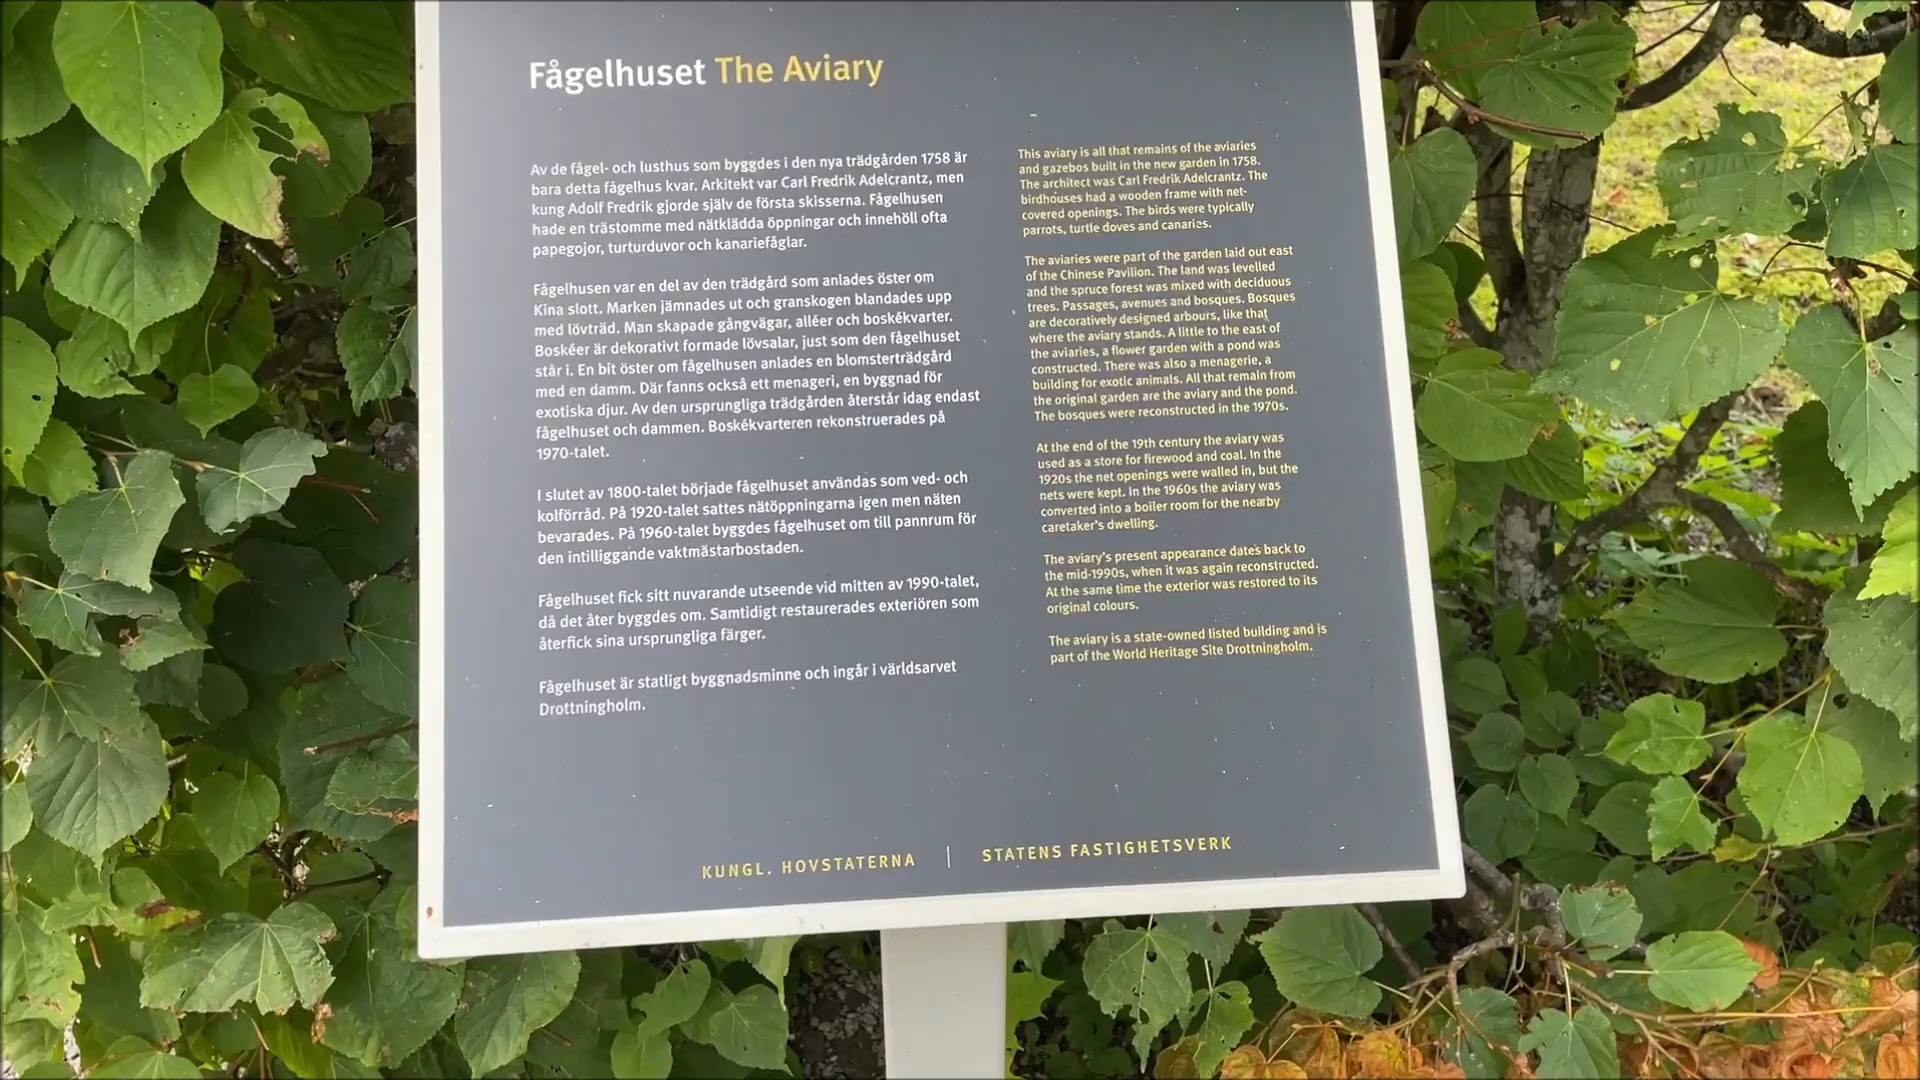 Fågelhuset The Aviary
Av de fågel- och lusthus som byggdes i den nya trädgården 1758 är
bara detta fågelhus kvar. Arkitekt var Carl Fredrik Adelcrantz, men
kung Adolf Fredrik gjorde själv de första skisserna. Fågelhusen
hade en trästomme med nätklädda öppningar och innehöll ofta
papegojor, turturduvor och kanariefåglar.
Fågelhusen var en del av den trädgård som anlades öster om
Kina slott. Marken jämnades ut och granskogen blandades upp
med lövträd. Man skapade gångvägar, alléer och boskékvarter.
Boskéer är dekorativt formade lövsalar, just som den fågelhuset
står i. En bit öster om fågelhusen anlades en blomsterträdgård
med en damm. Där fanns också ett menageri, en byggnad för
exotiska djur. Av den ursprungliga trädgården återstår idag endast
fågelhuset och dammen. Boskékvarteren rekonstruerades på
1970-talet.
I slutet av 1800-talet började fågelhuset användas som ved- och
kolförråd. På 1920-talet sattes nätöppningarna igen men näten
bevarades. På 1960-talet byggdes fågelhuset om till pannrum för
den intilliggande vaktmästarbostaden.
Fågelhuset fick sitt nuvarande utseende vid mitten av 1990-talet,
då det åter byggdes om. Samtidigt restaurerades exteriören som
återfick sina ursprungliga färger.
Fågelhuset är statligt byggnadsminne och ingår i världsarvet
Drottningholm.
This aviary is all that remains of the aviaries
and gazebos built in the new garden in 1758.
The architect was Carl Fredrik Adelcrantz. The
birdhouses had a wooden frame with net-
covered openings. The birds were typically
parrots, turtle doves and canaries.
The aviaries were part of the garden laid out east
of the Chinese Pavilion. The land was levelled
and the spruce forest was mixed with deciduous
trees. Passages, avenues and bosques. Bosques
are decoratively designed arbours, like that
where the aviary stands. A little to the east of
the aviaries, a flower garden with a pond was
constructed. There was also a menagerie, a
building for exotic animals. All that remain from
the original garden are the aviary and the pond.
The bosques were reconstructed in the 1970s.
At the end of the 19th century the aviary was
used as a store for firewood and coal. In the
1920s the net openings were walled in, but the
nets were kept. In the 1960s the aviary was
converted into a boiler room for the nearby
caretaker's dwelling.
The aviary's present appearance dates back to
the mid-1990s, when it was again reconstructed.
At the same time the exterior was restored to its
original colours.
The aviary is a state-owned listed building and is
part of the World Heritage Site Drottningholm.
KUNGL. HOVSTATERNA | STATENS FASTIGHETSVERK